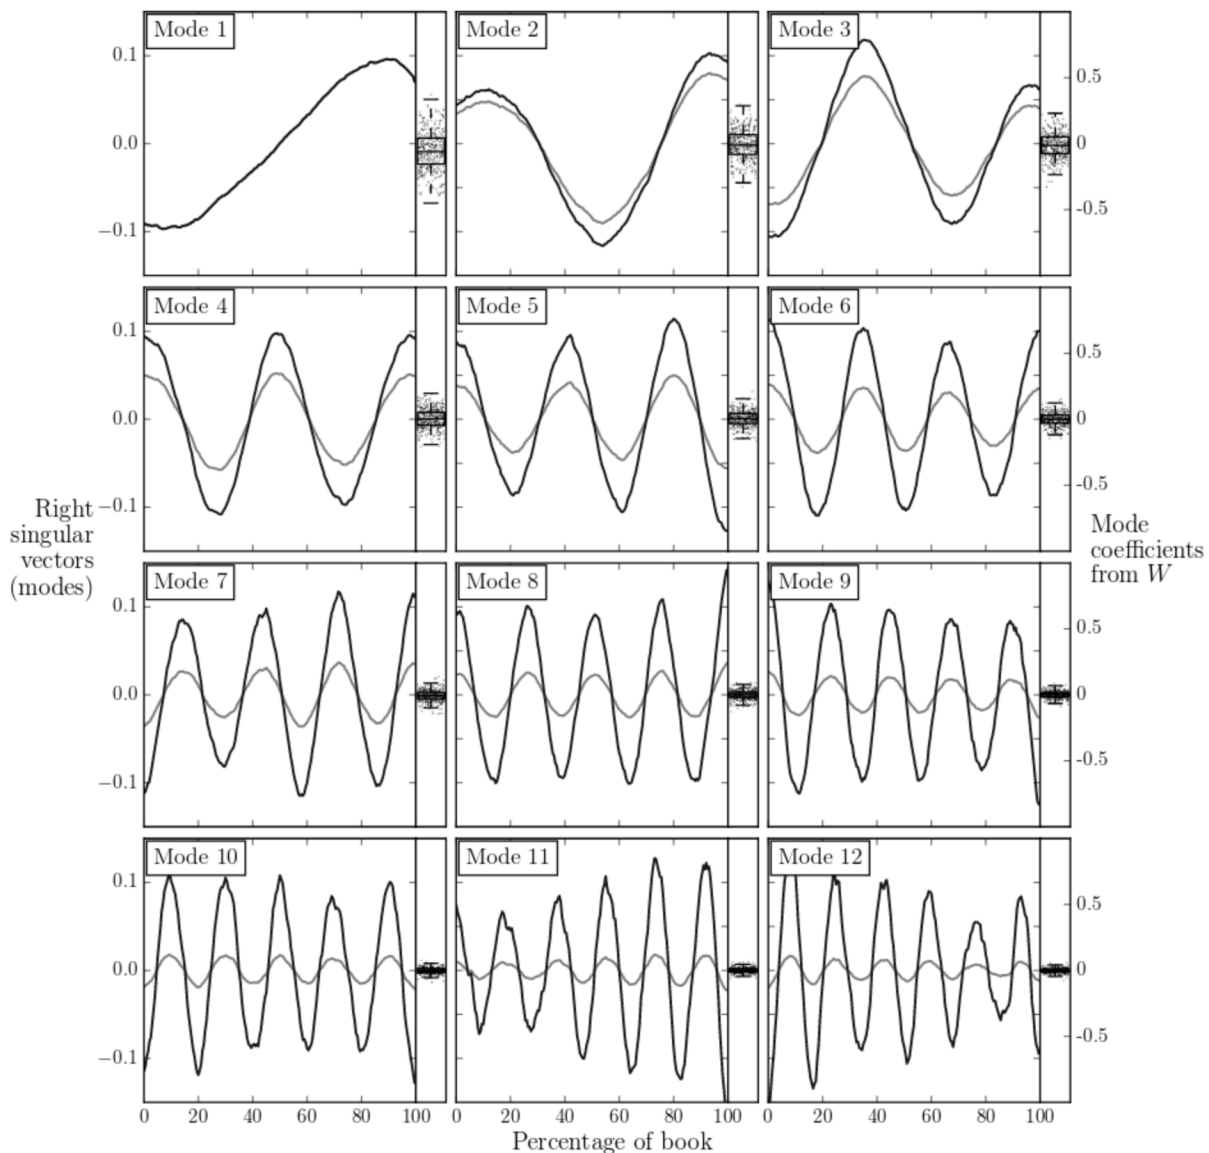 Mode 1
Mode 2
Mode 3
0.1
0.0
−0.1
0.5
0
-0.5
Mode 4
Mode 5
Mode 6
0.1
0.0
−0.1
0.5
0
-0.5
Right
singular
vectors
(modes)
Mode
coefficients
from W
Mode 7
Mode 8
Mode 9
0.1
0.0
−0.1
0.5
0
-0.5
Mode 10
Mode 11
Mode 12
0.1
0.0
−0.1
0.5
0
-0.5
0 20 40 60 80 100
0 20 40 60 80 100
0 20 40 60 80 100
Percentage of book